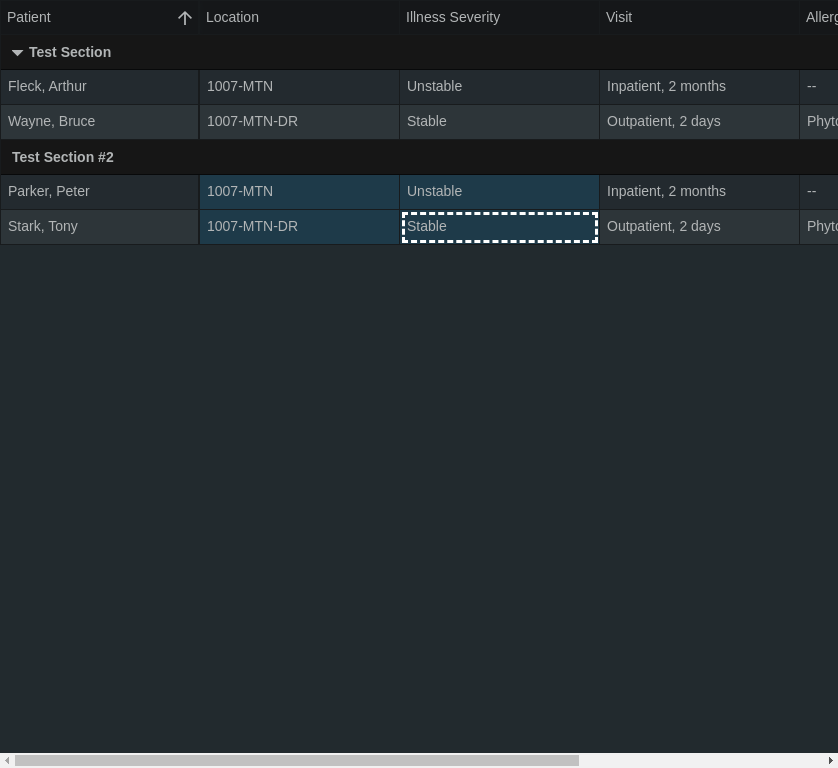 Patient Location Illness Severity Visit Allerg
Test Section
Fleck, Arthur 1007-MTN Unstable Inpatient, 2 months --
Wayne, Bruce 1007-MTN-DR Stable Outpatient, 2 days Phyto
Test Section #2
Parker, Peter 1007-MTN Unstable Inpatient, 2 months --
Stark, Tony 1007-MTN-DR Stable Outpatient, 2 days Phyto